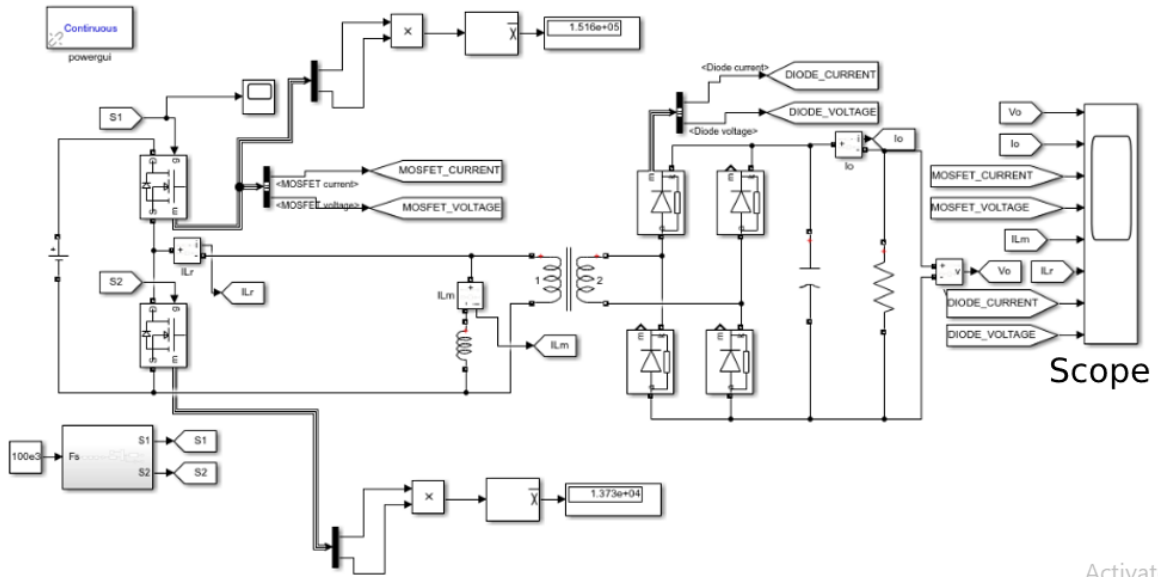 Continuous
powergui
×
x
1.516e+05
S1
<MOSFET current>
<MOSFET voltage>
MOSFET_CURRENT
MOSFET_VOLTAGE
<Diode current>
DIODE_CURRENT
DIODE_VOLTAGE
<Diode voltage>
Io
Io
g
m
S
+
i
ILr
ILr
S2
g
m
S
ILm
ILm
1
2
+
-
v
Vo
Vo
Io
MOSFET_CURRENT
MOSFET_VOLTAGE
ILm
ILr
DIODE_CURRENT
DIODE_VOLTAGE
Scope
100e3
Fs
S1
S2
S1
S2
×
x
1.373e+04
Activat